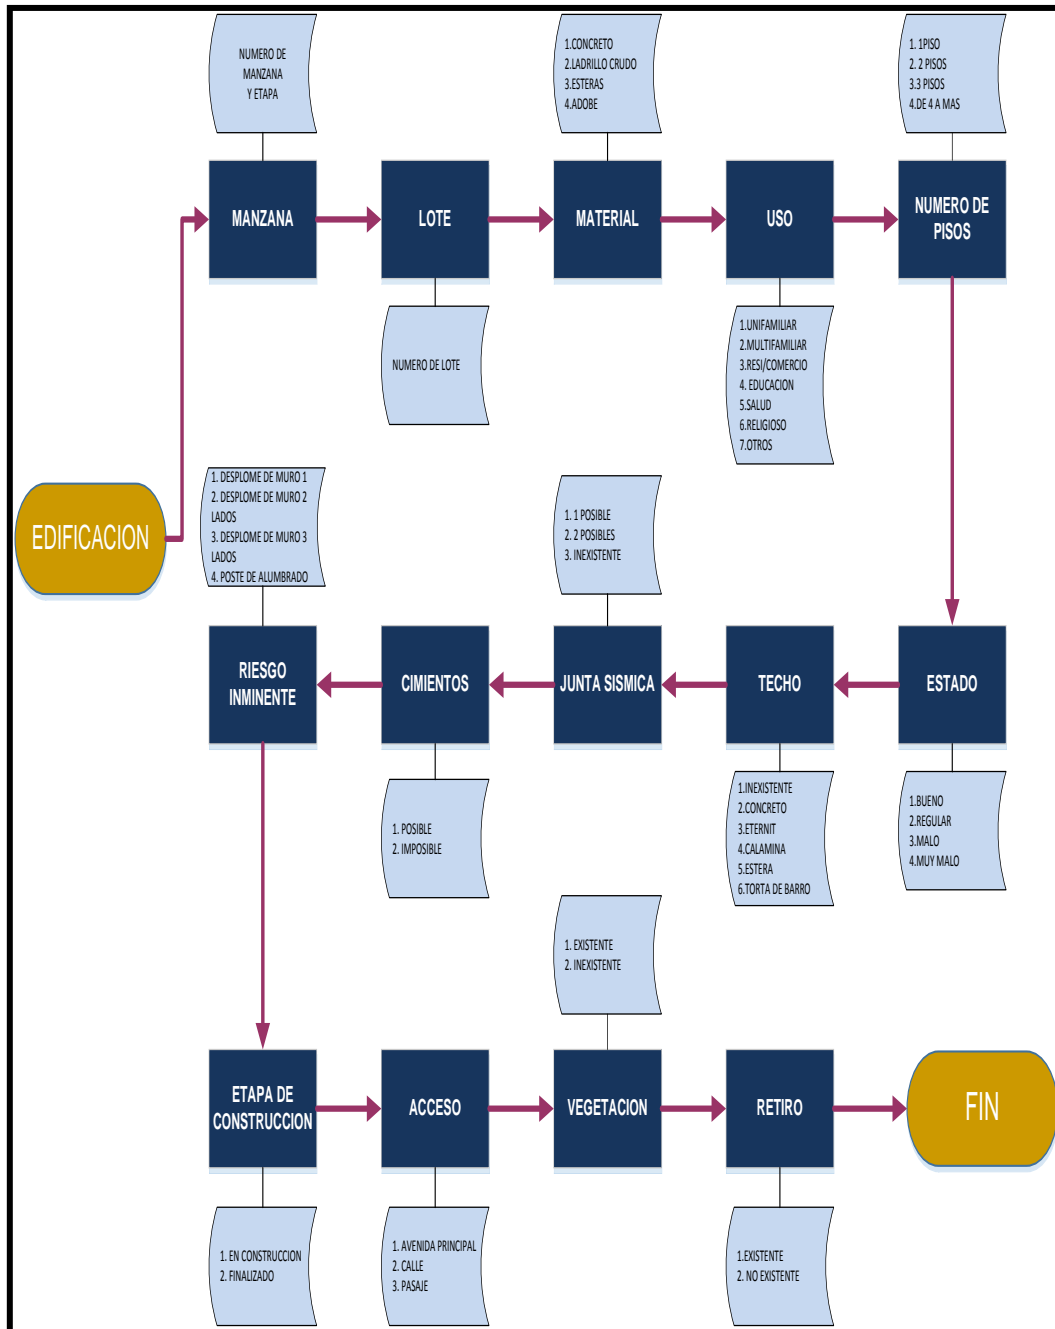 NUMERO DE
MANZANA
Y ETAPA
1.CONCRETO
2.LADRILLO CRUDO
3.ESTERAS
4.ADOBE
1. 1PISO
2. 2 PISOS
3.3 PISOS
4.DE 4 A MAS
MANZANA
LOTE
MATERIAL
USO
NUMERO DE
PISOS
NUMERO DE LOTE
1.UNIFAMILIAR
2.MULTIFAMILIAR
3.RESI/COMERCIO
4. EDUCACION
5.SALUD
6.RELIGIOSO
7.OTROS
EDIFICACION
1. DESPLOME DE MURO 1
2. DESPLOME DE MURO 2
LADOS
3. DESPLOME DE MURO 3
LADOS
4. POSTE DE ALUMBRADO
1. 1 POSIBLE
2. 2 POSIBLES
3. INEXISTENTE
RIESGO
INMINENTE
CIMIENTOS
JUNTA SISMICA
TECHO
ESTADO
1. POSIBLE
2. IMPOSIBLE
1.INEXISTENTE
2.CONCRETO
3.ETERNIT
4.CALAMINA
5.ESTERA
6.TORTA DE BARRO
1.BUENO
2.REGULAR
3.MALO
4.MUY MALO
1. EXISTENTE
2. INEXISTENTE
ETAPA DE
CONSTRUCCION
ACCESO
VEGETACION
RETIRO
FIN
1. EN CONSTRUCCION
2. FINALIZADO
1. AVENIDA PRINCIPAL
2. CALLE
3. PASAJE
1.EXISTENTE
2. NO EXISTENTE